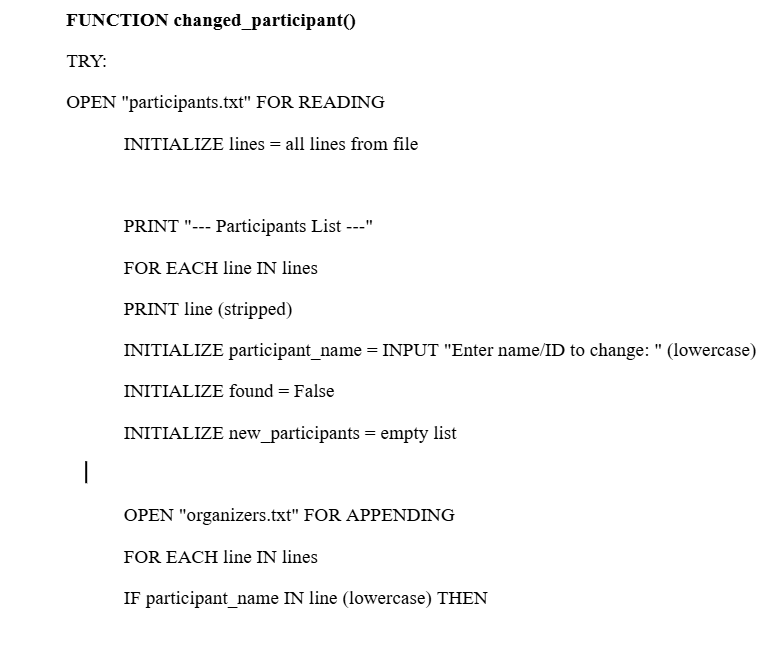 FUNCTION changed_participant()
TRY:
OPEN "participants.txt" FOR READING
INITIALIZE lines = all lines from file
PRINT "--- Participants List ---"
FOR EACH line IN lines
PRINT line (stripped)
INITIALIZE participant_name = INPUT "Enter name/ID to change: " (lowercase)
INITIALIZE found = False
INITIALIZE new_participants = empty list
OPEN "organizers.txt" FOR APPENDING
FOR EACH line IN lines
IF participant_name IN line (lowercase) THEN